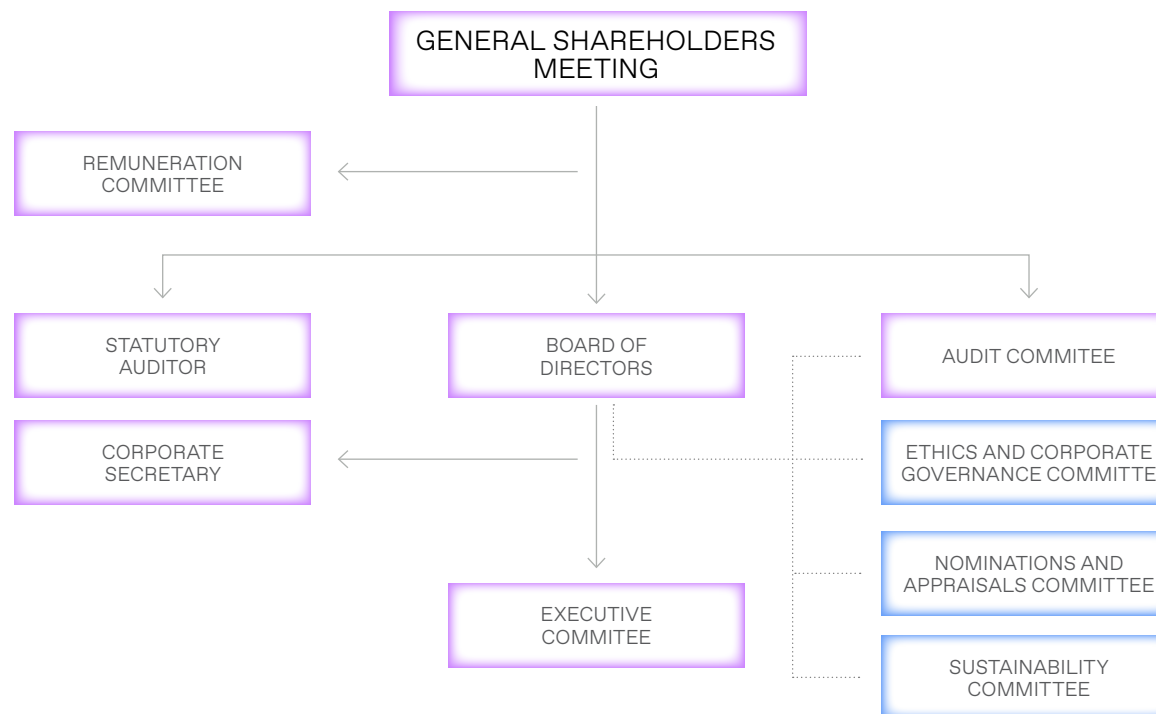 GENERAL SHAREHOLDERS
MEETING
REMUNERATION
COMMITTEE
STATUTORY
AUDITOR
BOARD OF
DIRECTORS
AUDIT COMMITEE
CORPORATE
SECRETARY
ETHICS AND CORPORATE
GOVERNANCE COMMITTE
EXECUTIVE
COMMITEE
NOMINATIONS AND
APPRAISALS COMMITTEE
SUSTAINABILITY
COMMITTEE